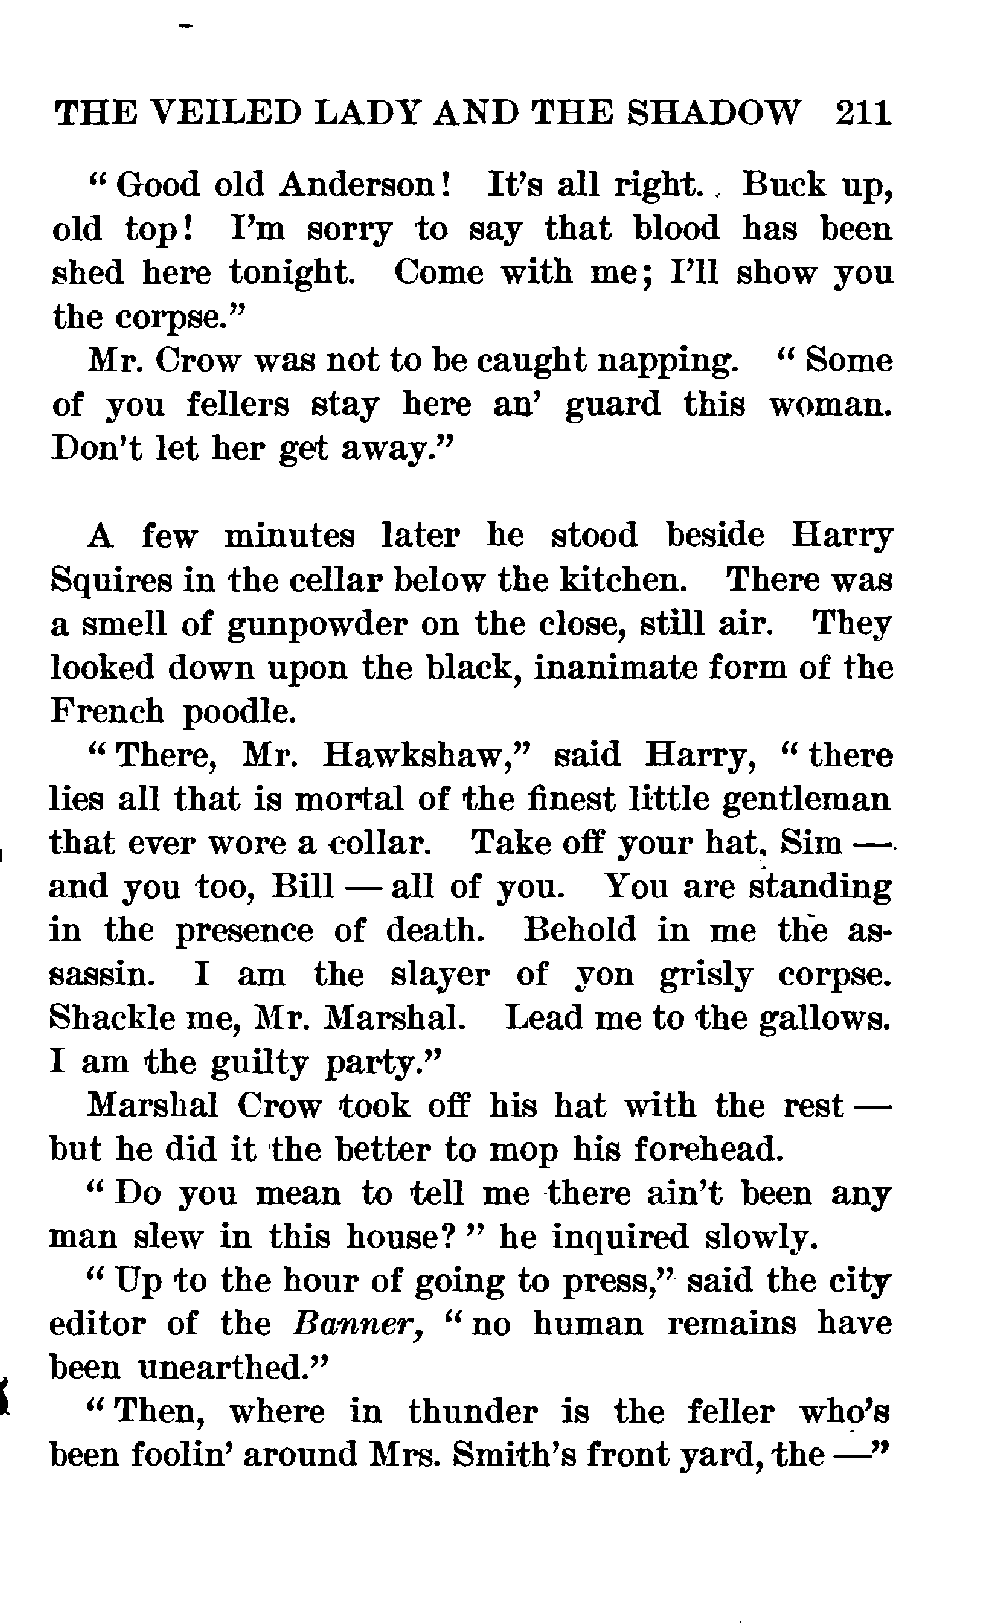 THE VEILED LADY AND THE SHADOW 211
“Good old Anderson! It’s all right. Buck up,
old top! I’m sorry to say that blood has been
shed here tonight. Come with me; I’ll show you
the corpse.”
Mr. Crow was not to be caught napping. “Some
of you fellers stay here an’ guard this woman.
Don’t let her get away.”
A few minutes later he stood beside Harry
Squires in the cellar below the kitchen. There was
a smell of gunpowder on the close, still air. They
looked down upon the black, inanimate form of the
French poodle.
“There, Mr. Hawkshaw,” said Harry, “there
lies all that is mortal of the finest little gentleman
that ever wore a collar. Take off your hat, Sim —
and you too, Bill — all of you. You are standing
in the presence of death. Behold in me the as-
sassin. I am the slayer of yon grisly corpse.
Shackle me, Mr. Marshal. Lead me to the gallows.
I am the guilty party.”
Marshal Crow took off his hat with the rest —
but he did it the better to mop his forehead.
“Do you mean to tell me there ain’t been any
man slew in this house?” he inquired slowly.
“Up to the hour of going to press,” said the city
editor of the Banner, “no human remains have
been unearthed.”
“Then, where in thunder is the feller who’s
been foolin’ around Mrs. Smith’s front yard, the —”